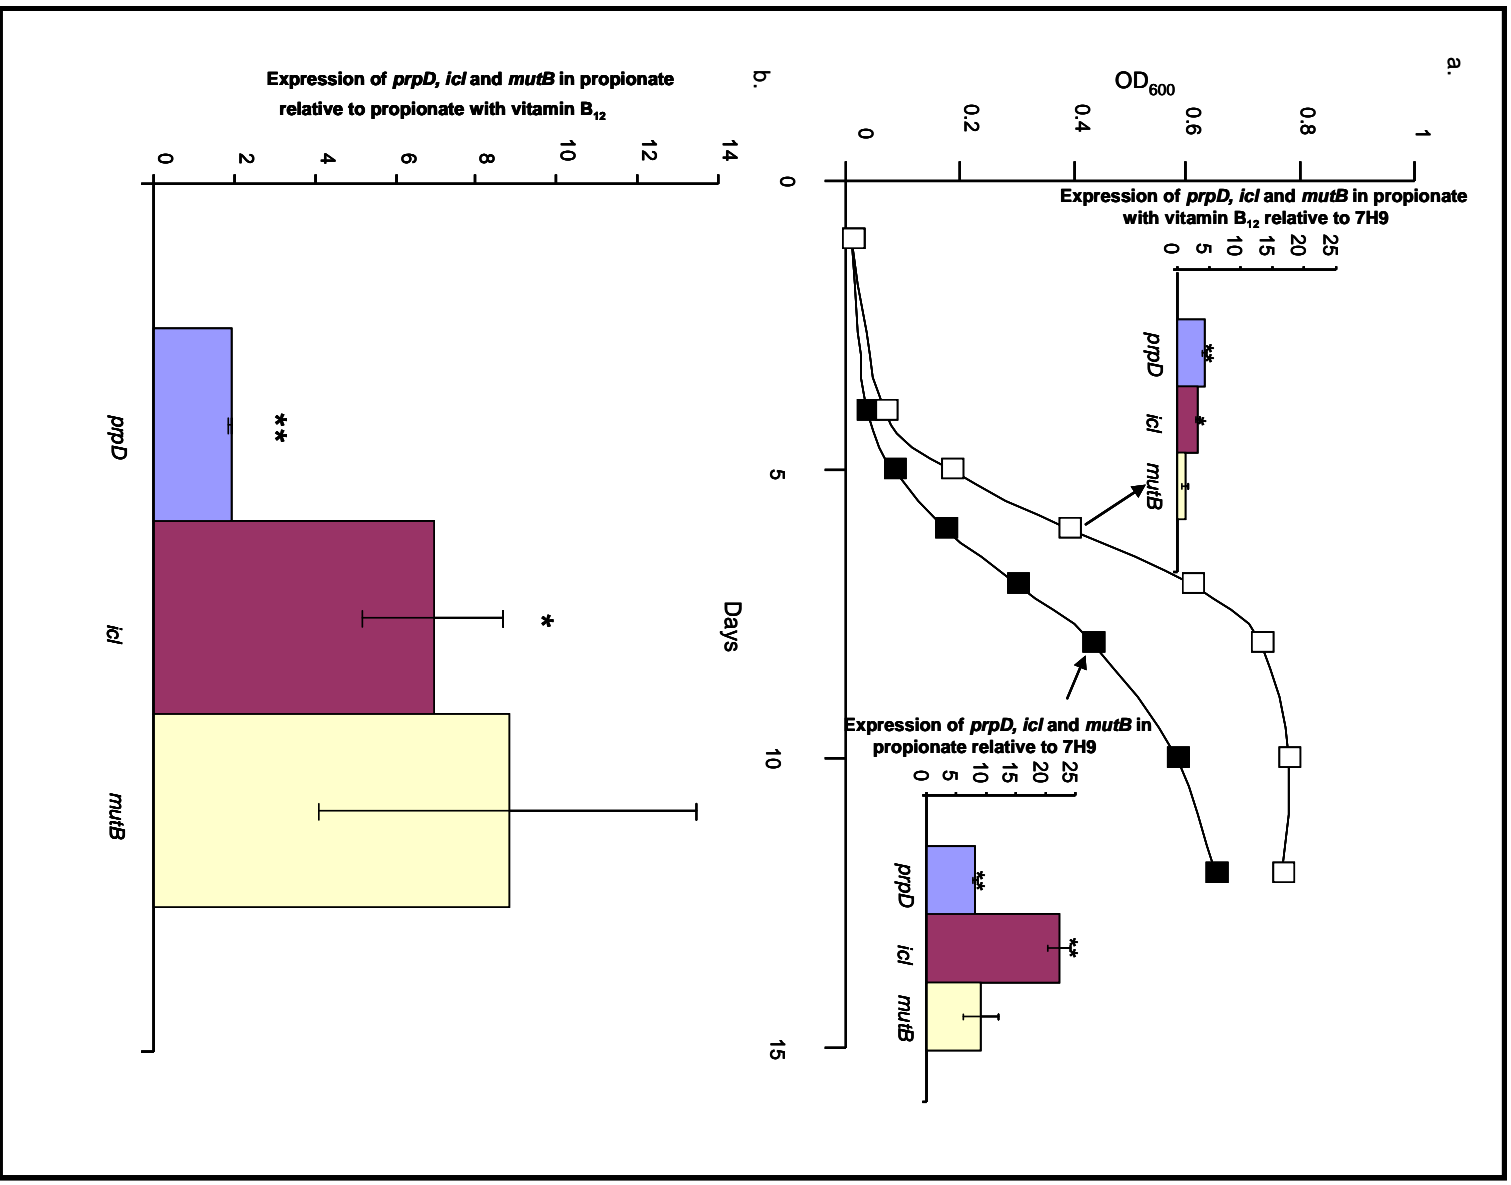 a.
OD600
1
0.8
0.6
0.4
0.2
0
0
5
10
15
Days
Expression of prpD, icl and mutB in propionate
with vitamin B12 relative to 7H9
25
20
15
10
5
0
**
*
prpD
icl
mutB
Expression of prpD, icl and mutB in
propionate relative to 7H9
25
20
15
10
5
0
**
**
prpD
icl
mutB
b.
Expression of prpD, icl and mutB in propionate
relative to propionate with vitamin B12
14
12
10
8
6
4
2
0
**
*
prpD
icl
mutB